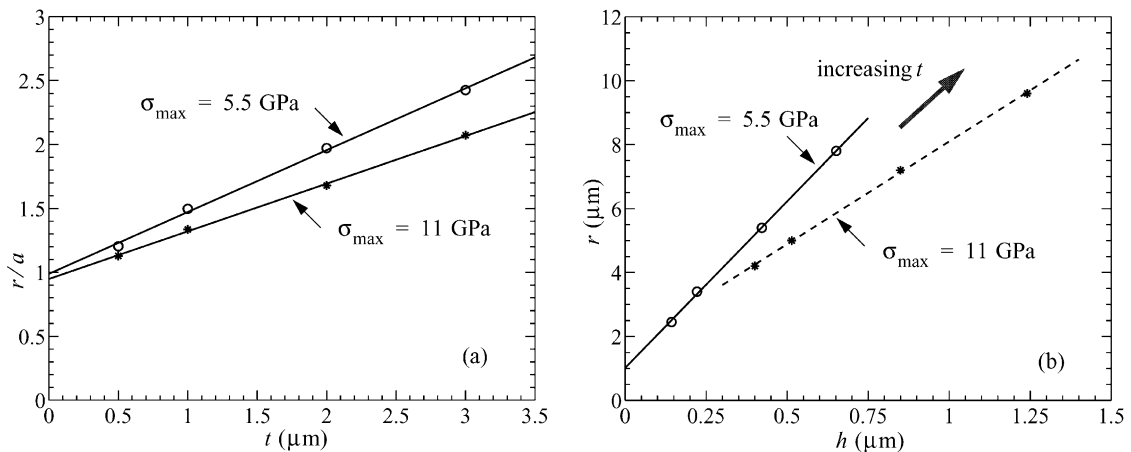 3
2.5
2
1.5
1
0.5
0
r/a
σmax = 5.5 GPa
σmax = 11 GPa
(a)
0 0.5 1 1.5 2 2.5 3 3.5
t (μm)
12
10
8
6
4
2
0
r (μm)
increasing t
σmax = 5.5 GPa
σmax = 11 GPa
(b)
0 0.25 0.5 0.75 1 1.25 1.5
h (μm)